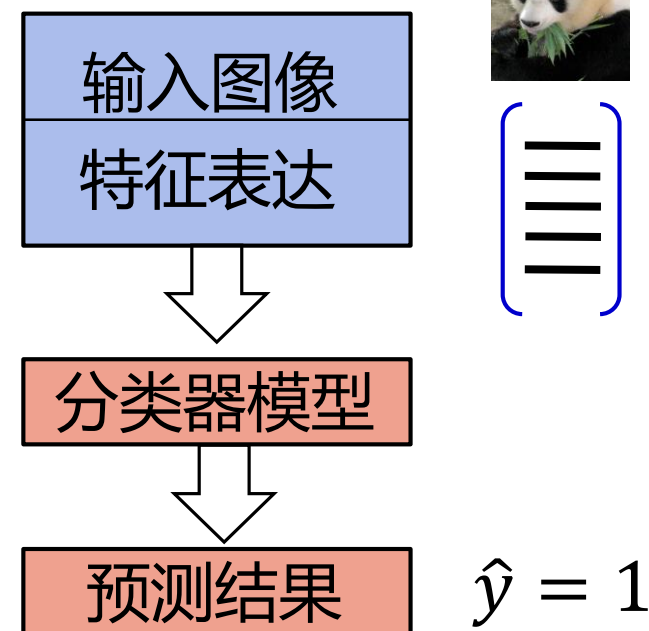 输入图像
特征表达
分类器模型
预测结果
ŷ = 1